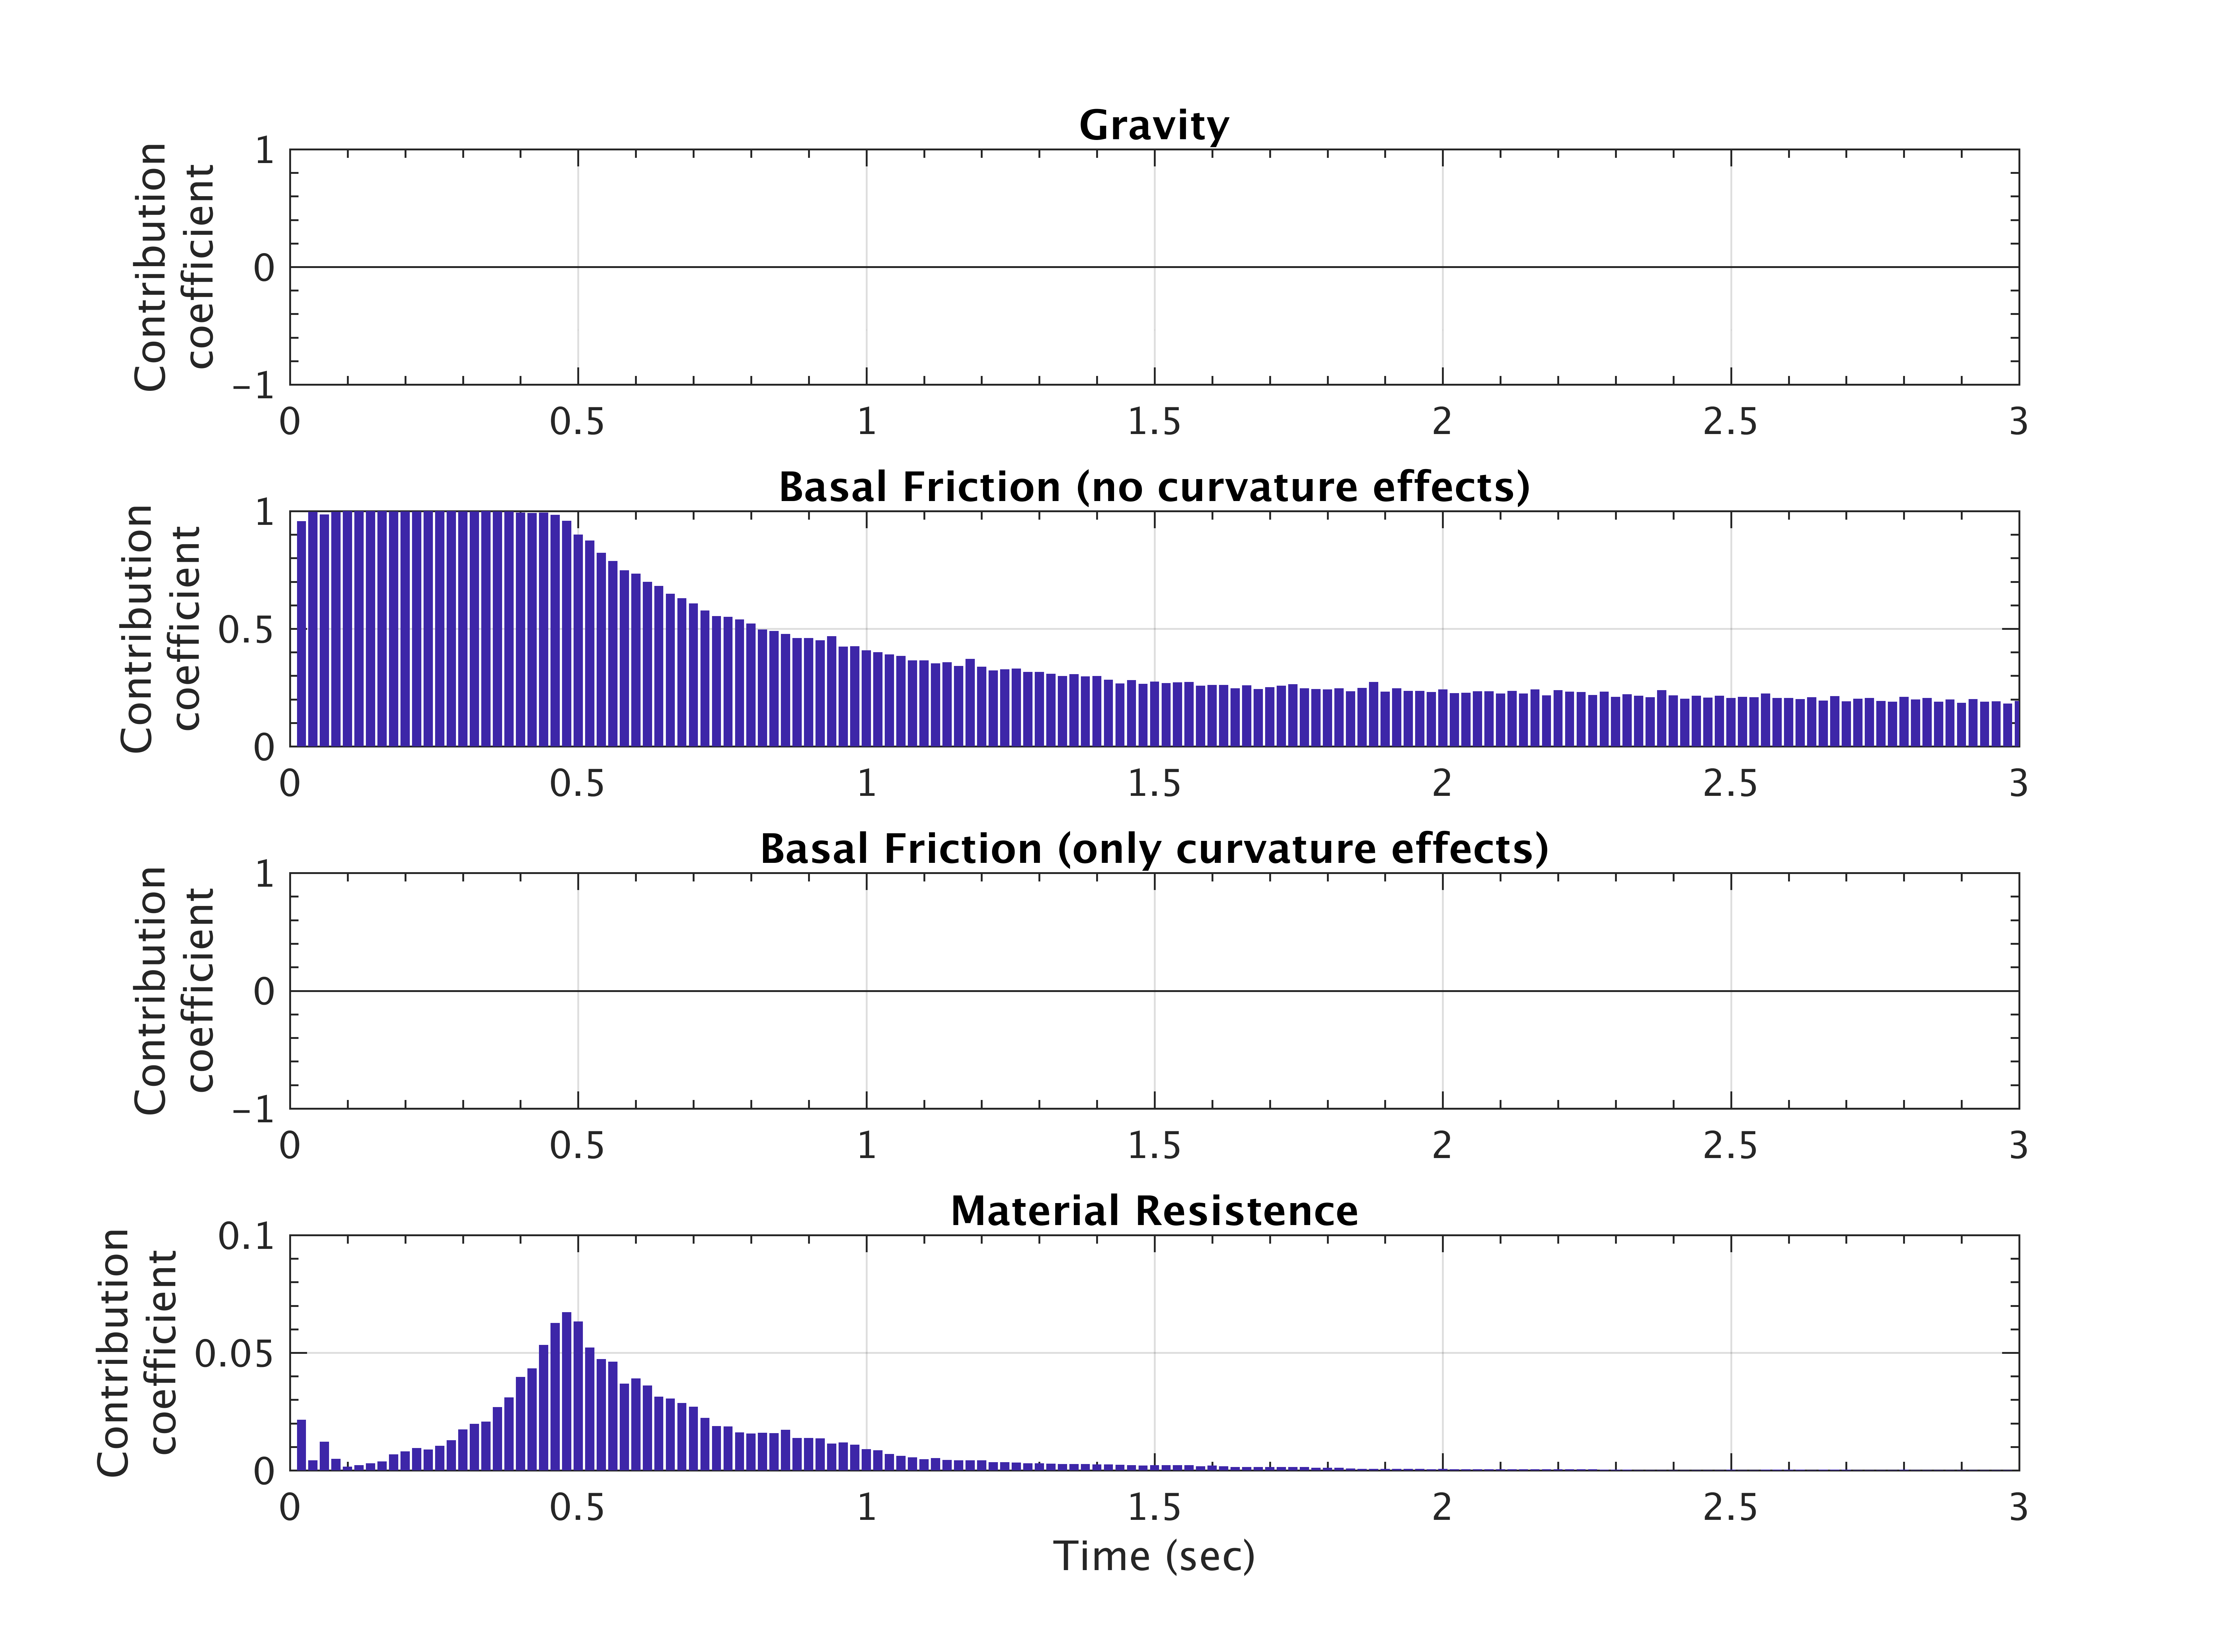 Gravity
Contribution
coefficient
1
0
−1
0 0.5 1 1.5 2 2.5 3
Basal Friction (no curvature effects)
Contribution
coefficient
1
0.5
0
0 0.5 1 1.5 2 2.5 3
Basal Friction (only curvature effects)
Contribution
coefficient
1
0
−1
0 0.5 1 1.5 2 2.5 3
Material Resistence
Contribution
coefficient
0.1
0.05
0
0 0.5 1 1.5 2 2.5 3
Time (sec)